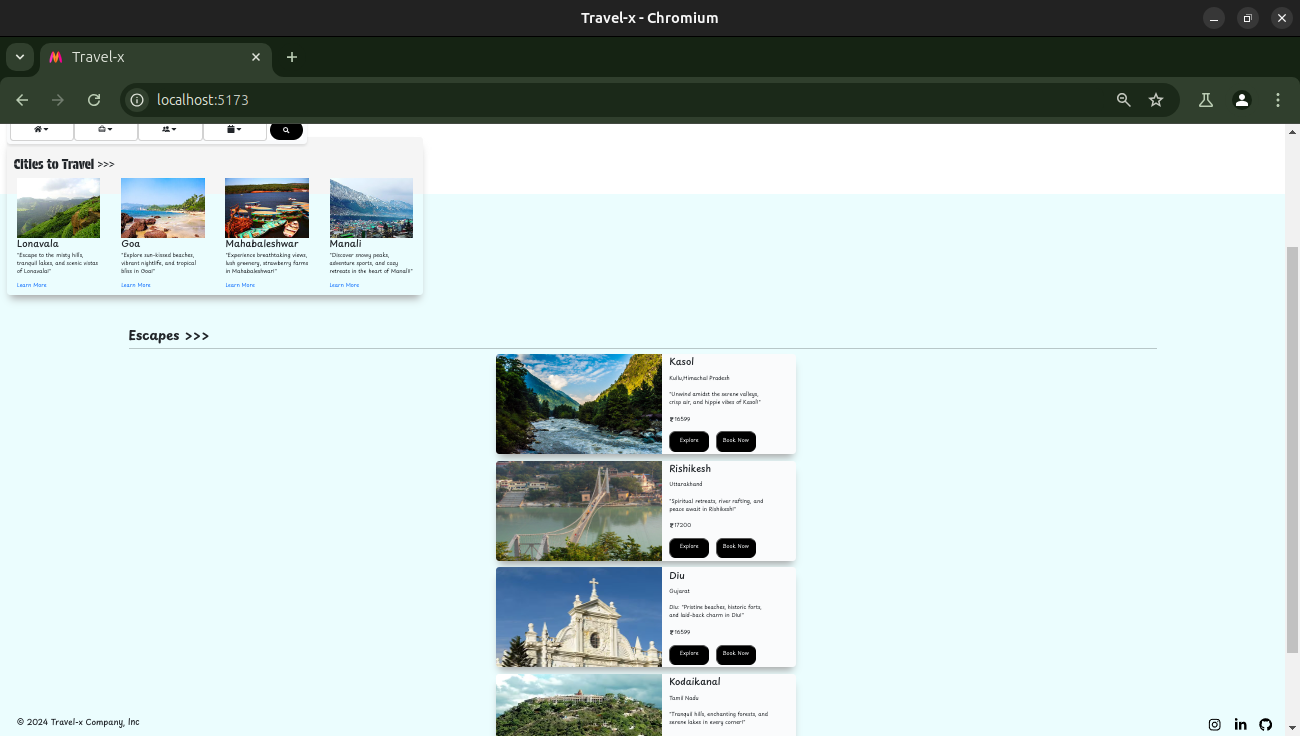 Travel-x - Chromium
Travel-x
localhost:5173
Cities to Travel >>>
Lonavala
"Escape to the misty hills,
tranquil lakes, and scenic vistas
of Lonavala!"
Learn More
Goa
"Explore sun-kissed beaches,
vibrant nightlife, and tropical
bliss in Goa!"
Learn More
Mahabaleshwar
"Experience breathtaking views,
lush greenery, strawberry farms
in Mahabaleshwar!"
Learn More
Manali
"Discover snowy peaks,
adventure sports, and cozy
retreats in the heart of Manali!"
Learn More
Escapes >>>
Kasol
Kullu,Himachal Pradesh
"Unwind amidst the serene valleys,
crisp air, and hippie vibes of Kasol!"
₹16599
Explore Book Now
Rishikesh
Uttarakhand
"Spiritual retreats, river rafting, and
peace await in Rishikesh!"
₹17200
Explore Book Now
Diu
Gujarat
Diu: "Pristine beaches, historic forts,
and laid-back charm in Diu!"
₹16599
Explore Book Now
Kodaikanal
Tamil Nadu
"Tranquil hills, enchanting forests, and
serene lakes in every corner!"
© 2024 Travel-x Company, Inc